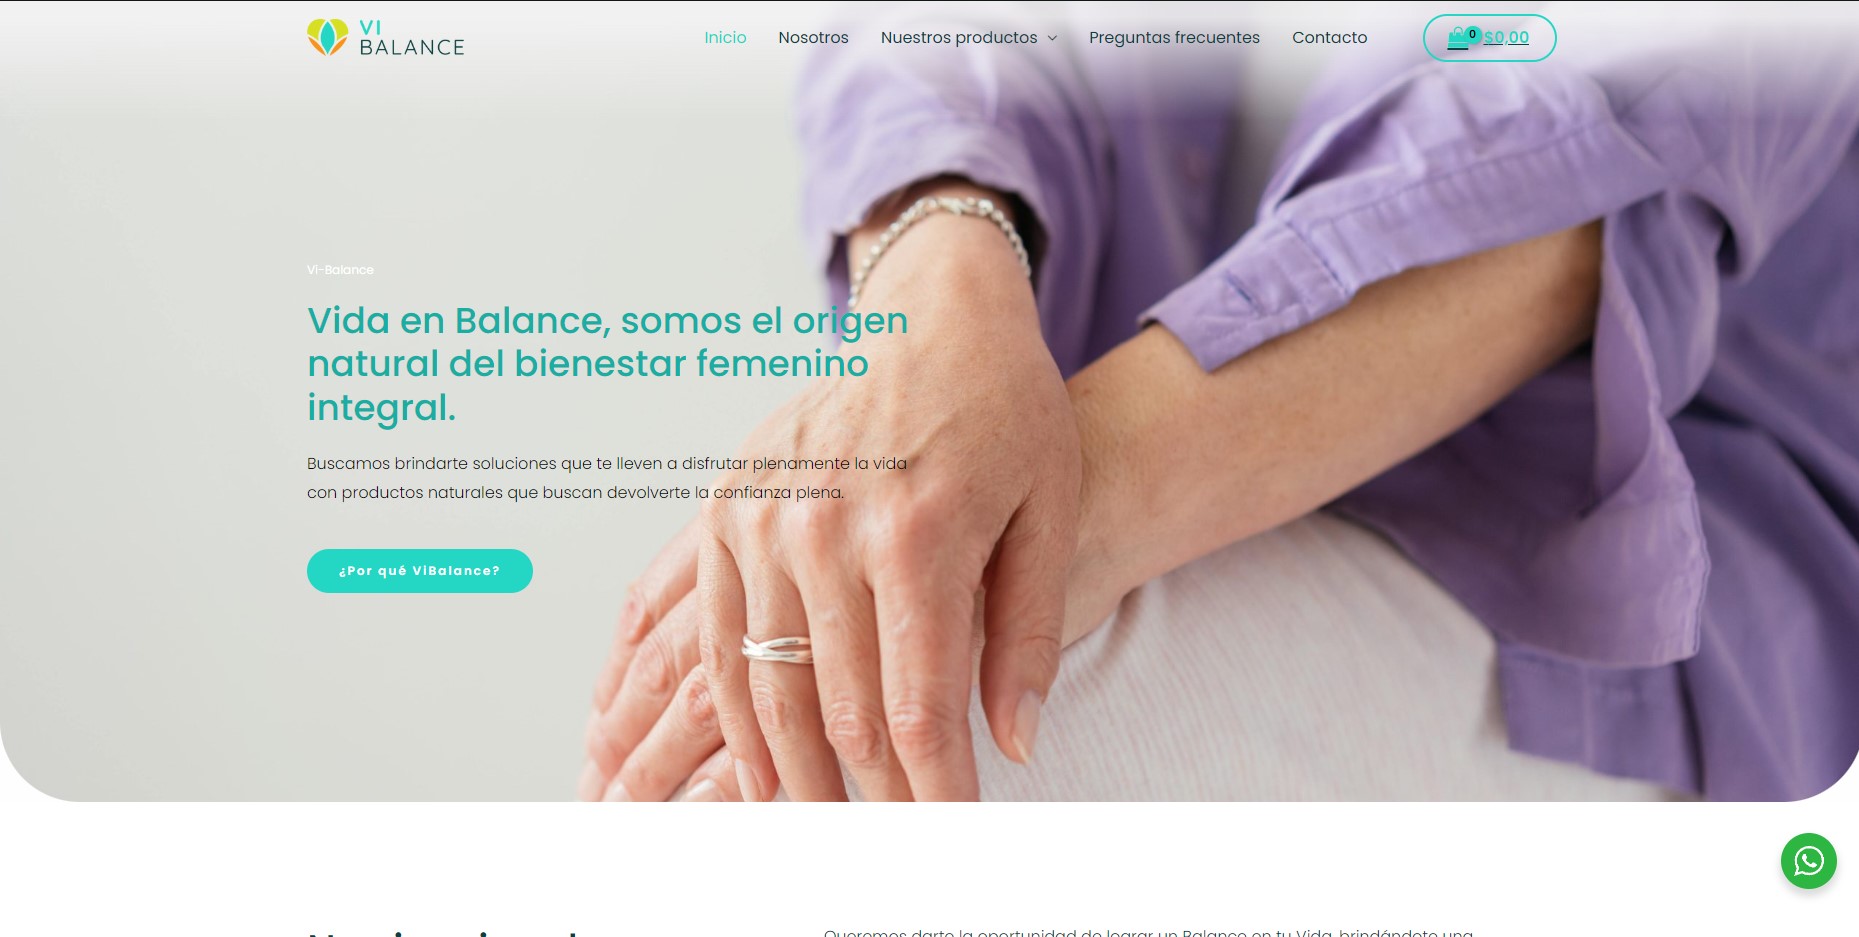 VI
BALANCE
Inicio
Nosotros
Nuestros productos
Preguntas frecuentes
Contacto
0
$0,00
Vi-Balance
Vida en Balance, somos el origen
natural del bienestar femenino
integral.
Buscamos brindarte soluciones que te lleven a disfrutar plenamente la vida
con productos naturales que buscan devolverte la confianza plena.
¿Por qué ViBalance?
Queremos darte la oportunidad de lograr un Balance en tu Vida, brindándote una